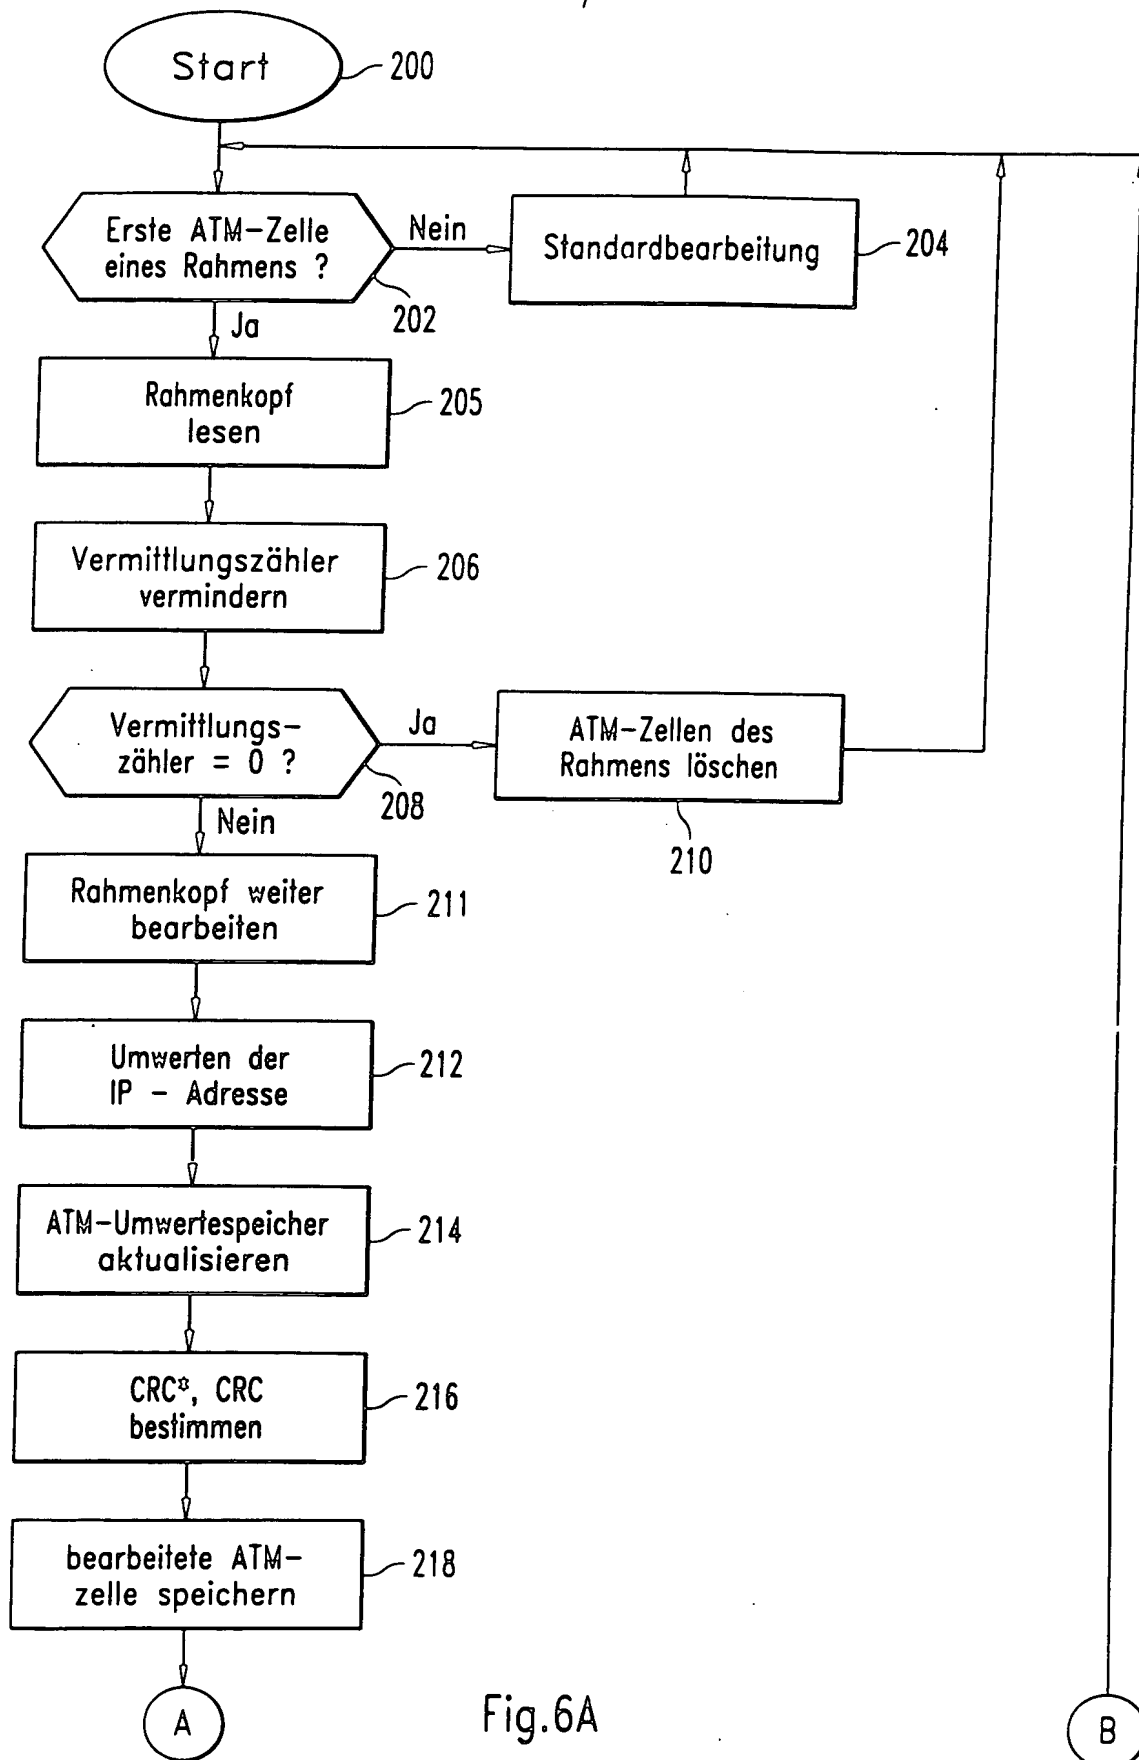 Start
200
Erste ATM-Zelle
eines Rahmens ?
202
Nein
Standardbearbeitung
204
Ja
Rahmenkopf
lesen
205
Vermittlungszähler
vermindern
206
Vermittlungs-
zähler = 0 ?
208
Ja
ATM-Zellen des
Rahmens löschen
210
Nein
Rahmenkopf weiter
bearbeiten
211
Umwerten der
IP - Adresse
212
ATM-Umwertespeicher
aktualisieren
214
CRC*, CRC
bestimmen
216
bearbeitete ATM-
zelle speichern
218
A
Fig.6A
B